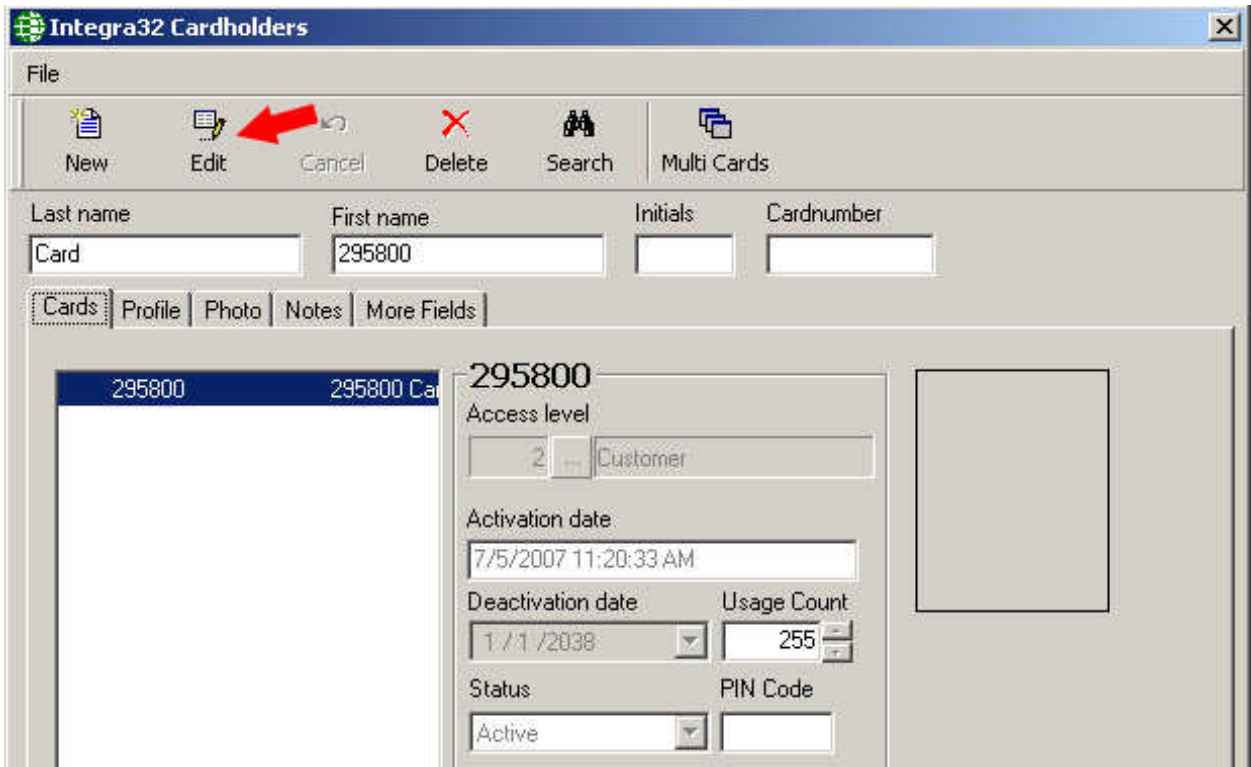 Integra32 Cardholders
File
New Edit Cancel Delete Search Multi Cards
Last name First name Initials Cardnumber
Card 295800
Cards Profile Photo Notes More Fields
295800 295800 Car
295800
Access level
2 ... Customer
Activation date
7/5/2007 11:20:33 AM
Deactivation date Usage Count
1 / 1 /2038 255
Status PIN Code
Active